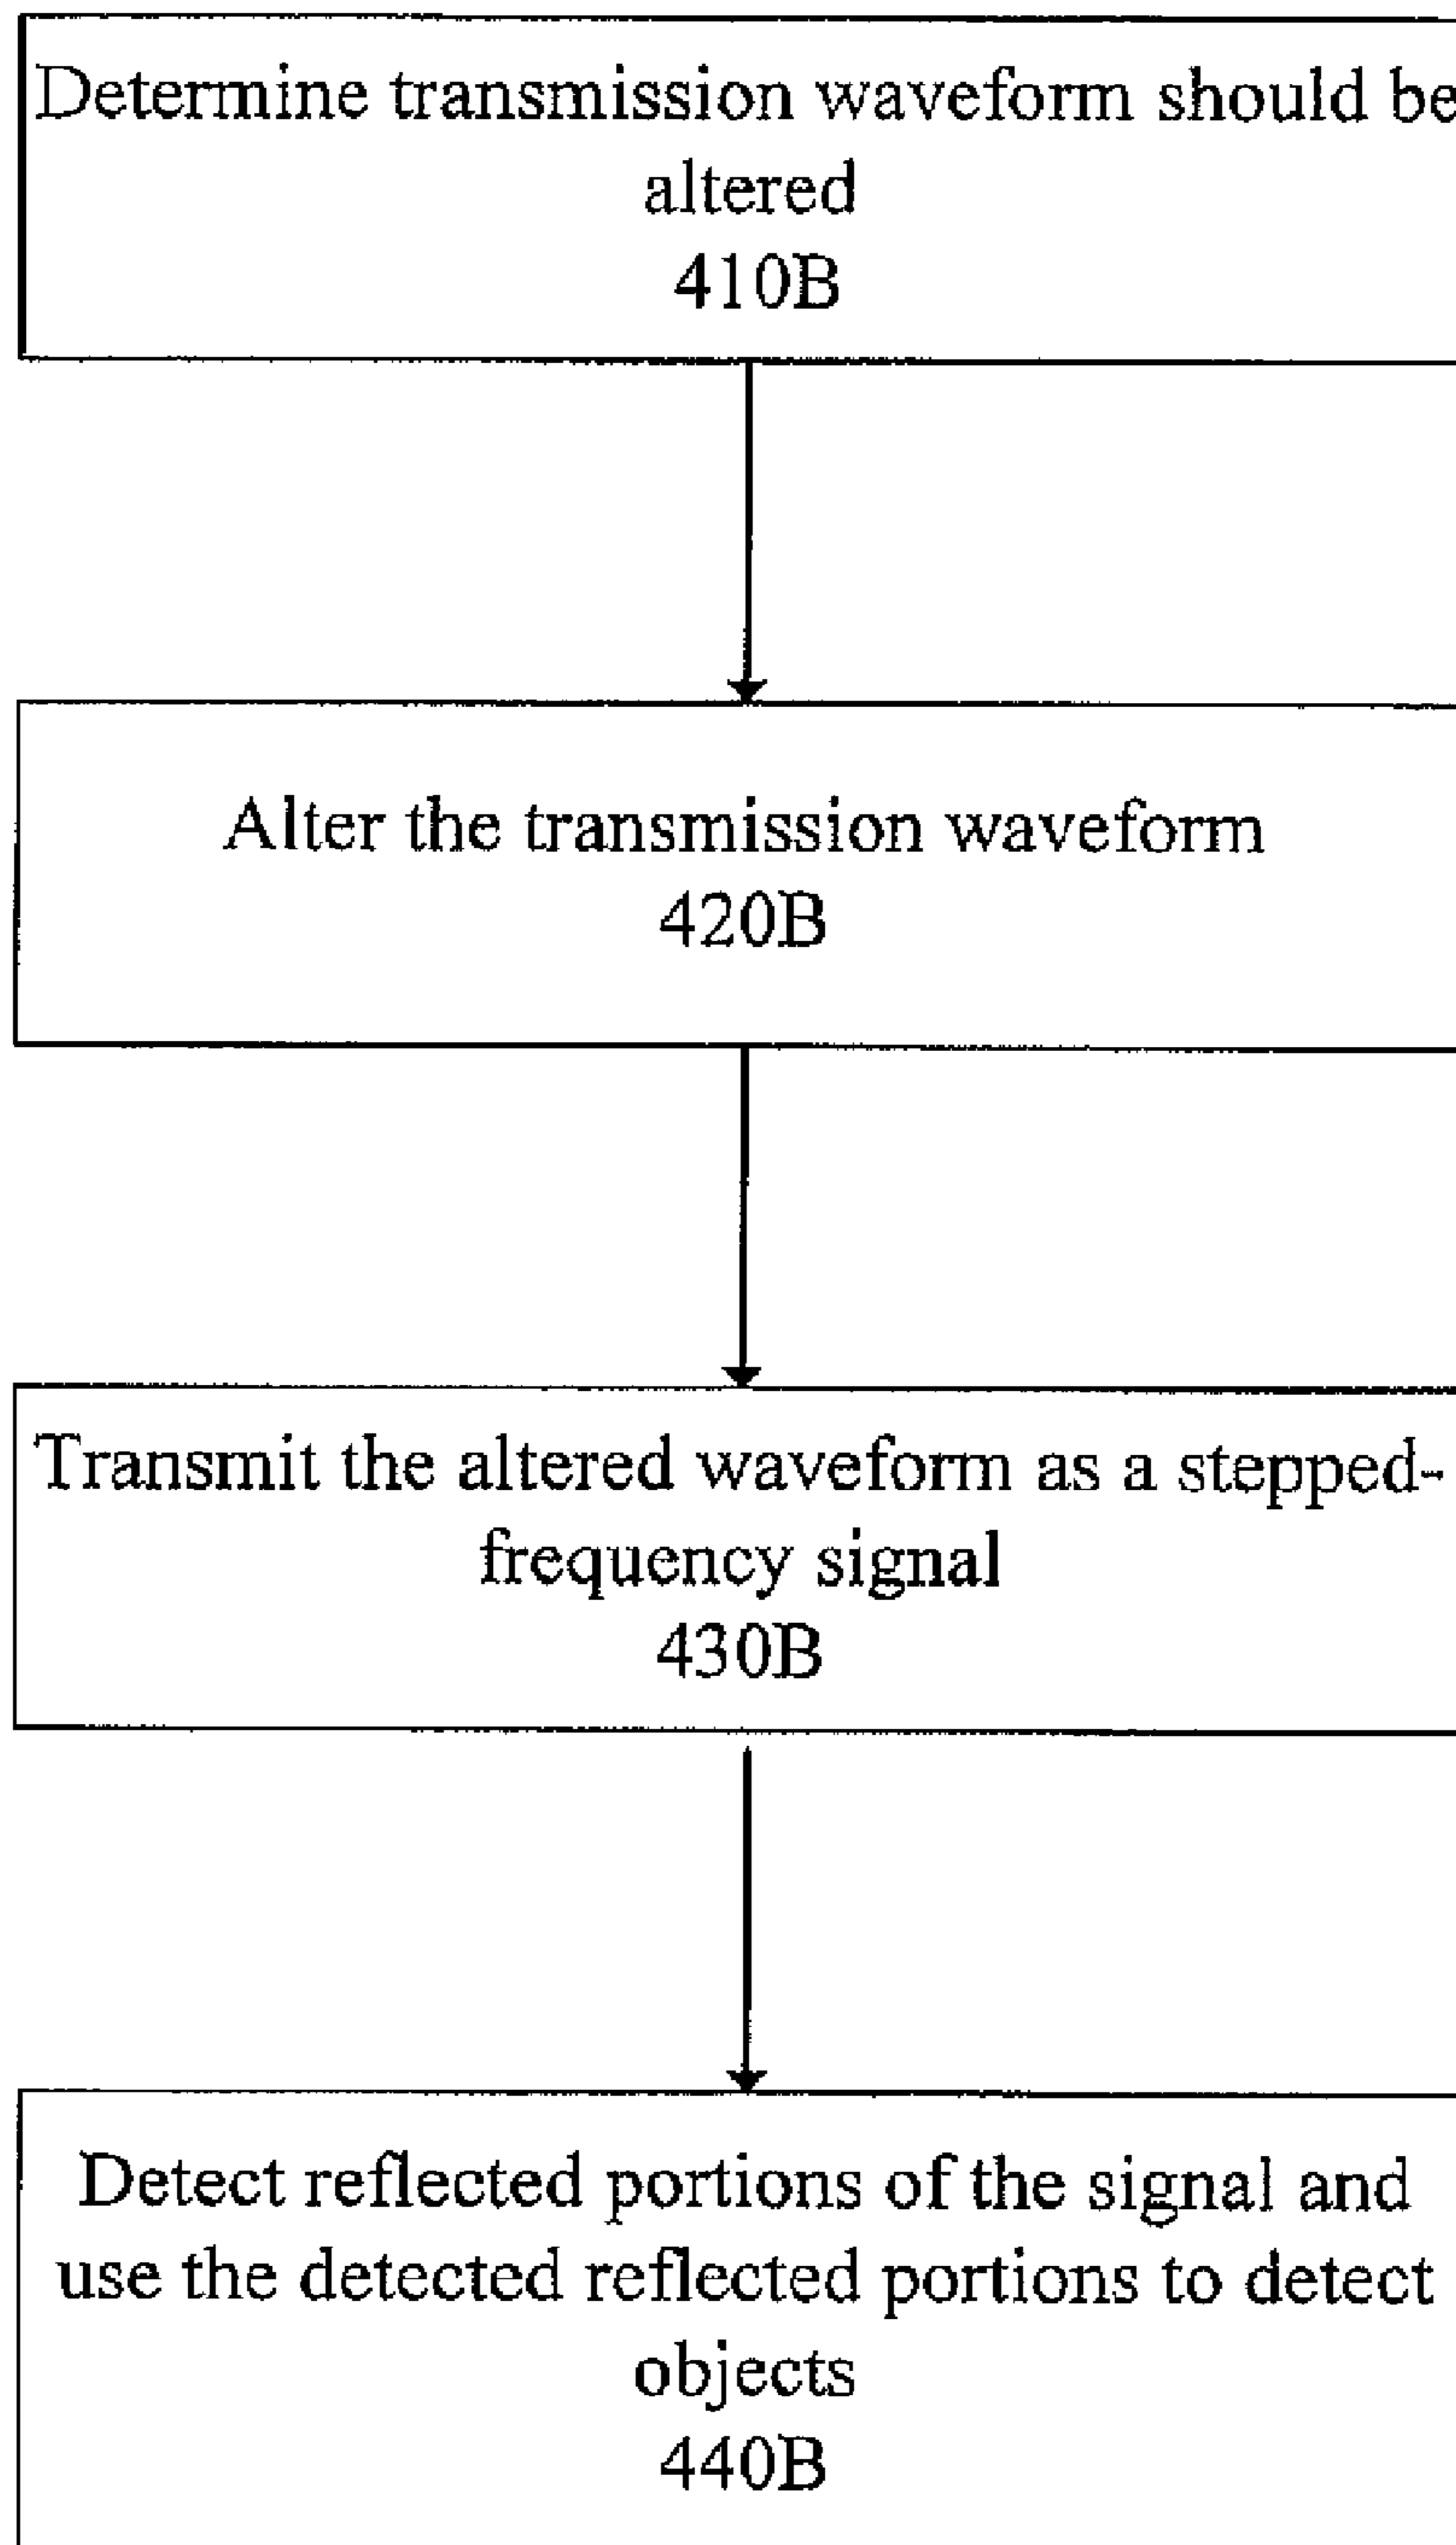 Determine transmission waveform should be
altered
410B
Alter the transmission waveform
420B
Transmit the altered waveform as a stepped-
frequency signal
430B
Detect reflected portions of the signal and
use the detected reflected portions to detect
objects
440B